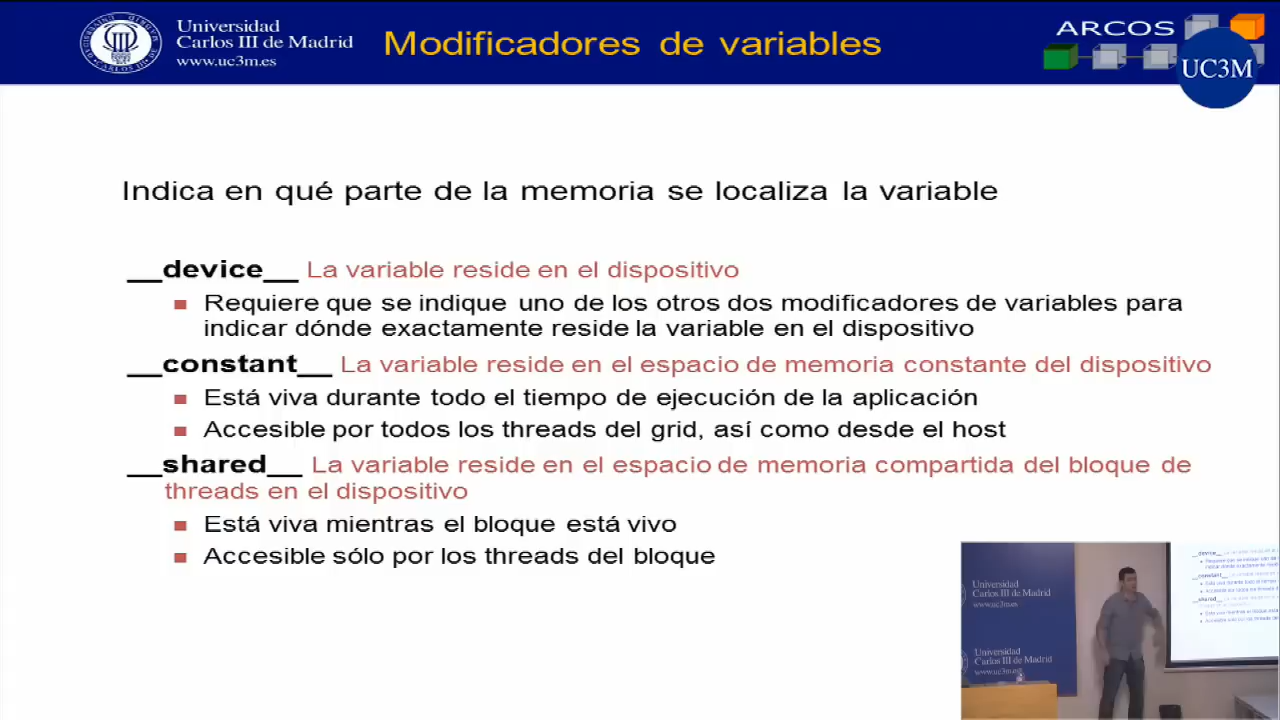 Universidad
Carlos III de Madrid
www.uc3m.es
Modificadores de variables
ARCOS
UC3M
Indica en qué parte de la memoria se localiza la variable
__device__ La variable reside en el dispositivo
Requiere que se indique uno de los otros dos modificadores de variables para
indicar dónde exactamente reside la variable en el dispositivo
__constant__ La variable reside en el espacio de memoria constante del dispositivo
Está viva durante todo el tiempo de ejecución de la aplicación
Accesible por todos los threads del grid, así como desde el host
__shared__ La variable reside en el espacio de memoria compartida del bloque de
threads en el dispositivo
Está viva mientras el bloque está vivo
Accesible sólo por los threads del bloque
Universidad
Carlos III de Madrid
www.uc3m.es
Universidad
Carlos III de Madrid
www.uc3m.es
__device__
__constant__
__shared__